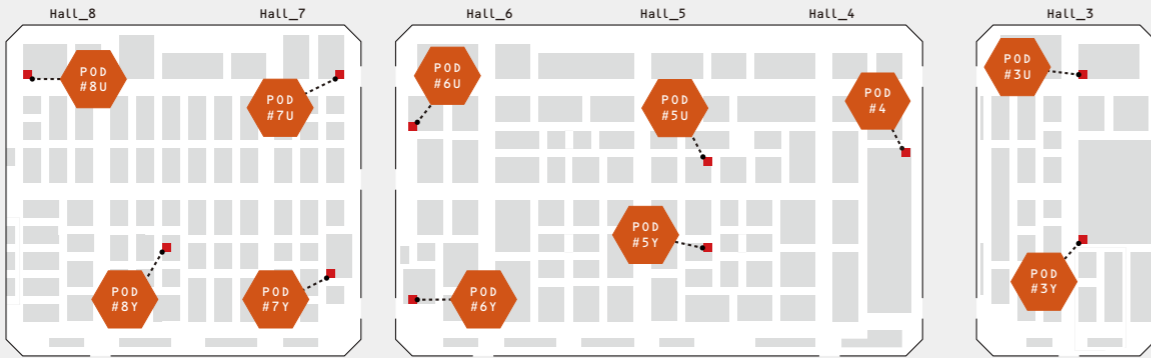 Hall_8
Hall_7
Hall_6
Hall_5
Hall_4
Hall_3
POD
#8U
POD
#7U
POD
#6U
POD
#5U
POD
#4
POD
#3U
POD
#8Y
POD
#7Y
POD
#6Y
POD
#5Y
POD
#3Y